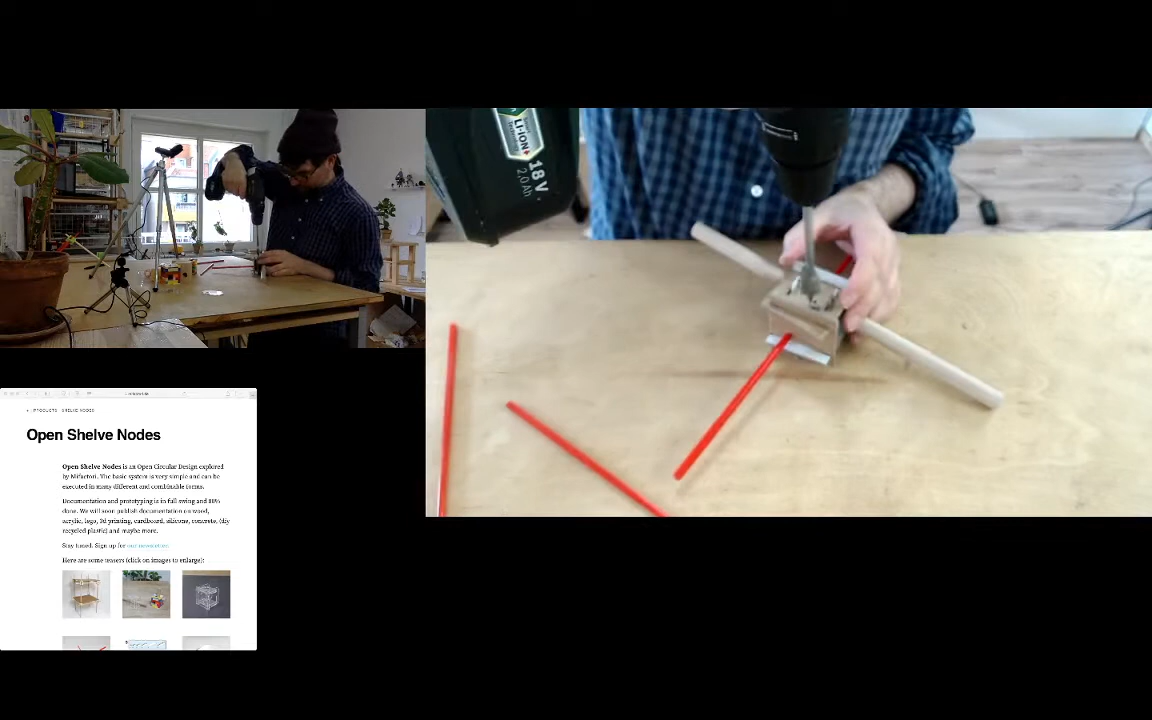 LI-ION
18 V
2,0 Ah
Open Shelve Nodes
Open Shelve Nodes is an Open Circular Design explored
by Mifactori. The basic system is very simple and can be
executed in many different and combinable forms.
Documentation and prototyping is in full swing and 88%
done. We will soon publish documentation on wood,
acrylic, lego, 3d printing, cardboard, silicone, concrete, (diy
recycled plastic) and maybe more.
Stay tuned. Sign up for our newsletter.
Here are some teasers (click on images to enlarge):